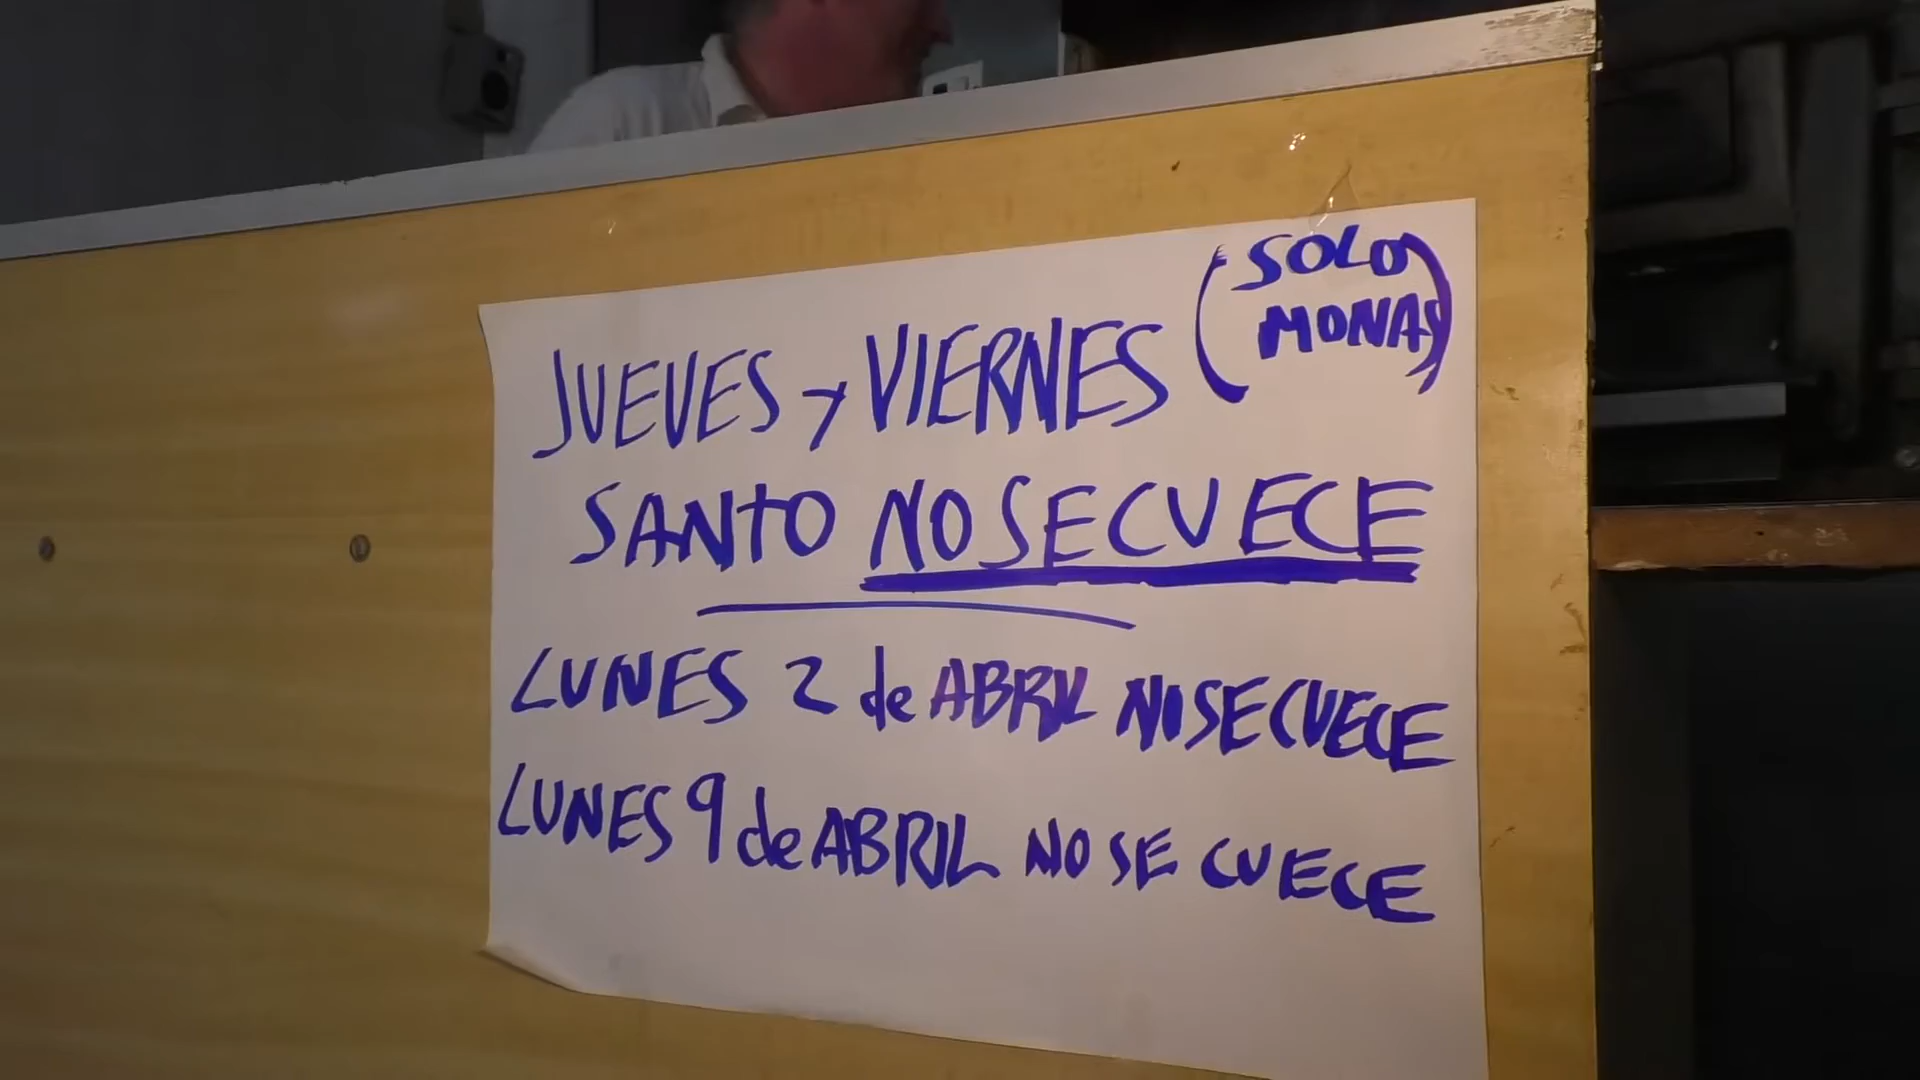 (SOLO
MONAS)
JUEVES y VIERNES
SANTO NO SE CUECE
LUNES 2 de ABRIL NO SE CUECE
LUNES 9 de ABRIL NO SE CUECE